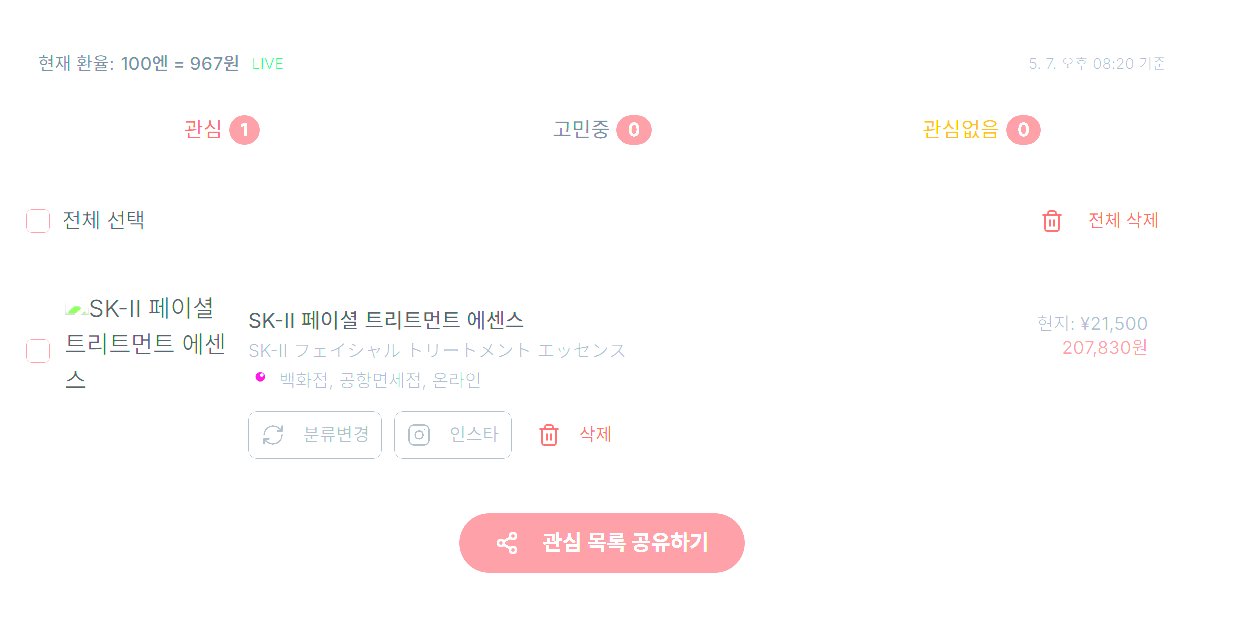 현재 환율: 100엔 = 967원 LIVE
5. 7. 오후 08:20 기준
관심 1
고민중 0
관심없음 0
전체 선택
전체 삭제
SK-II 페이셜
트리트먼트 에센
스
SK-II 페이셜 트리트먼트 에센스
SK-II フェイシャル トリートメント エッセンス
백화점, 공항면세점, 온라인
현지: ¥21,500
207,830원
분류변경
인스타
삭제
관심 목록 공유하기